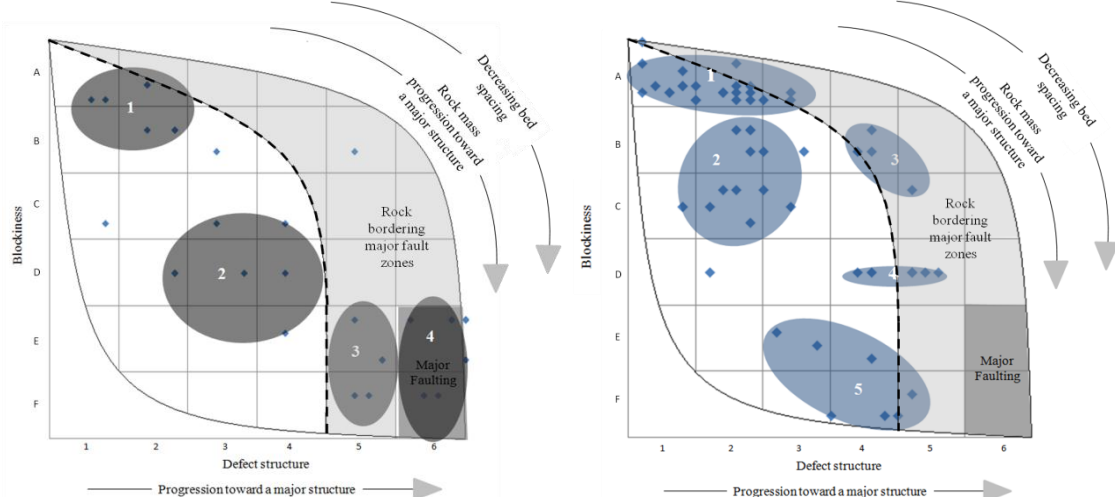 Decreasing bed
spacing
Rock mass
progression toward
a major structure
Blockiness
A
B
C
D
E
F
1
2
3
4
Rock
bordering
major fault
zones
Major
Faulting
1
2
3
4
5
6
Defect structure
Progression toward a major structure
Decreasing bed
spacing
Rock mass
progression toward
a major structure
Blockiness
A
B
C
D
E
F
1
2
3
4
5
Rock
bordering
major fault
zones
Major
Faulting
1
2
3
4
5
6
Defect structure
Progression toward a major structure